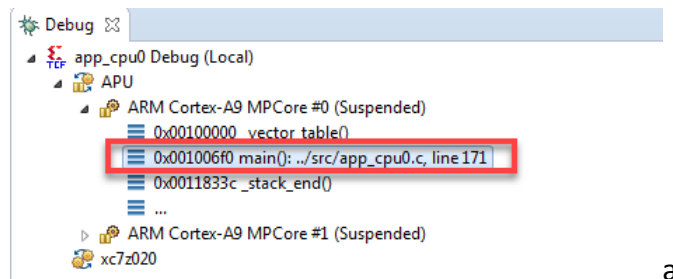 Debug
TCF app_cpu0 Debug (Local)
APU
ARM Cortex-A9 MPCore #0 (Suspended)
0x00100000 _vector_table()
0x001006f0 main(): ../src/app_cpu0.c, line 171
0x0011833c _stack_end()
...
ARM Cortex-A9 MPCore #1 (Suspended)
xc7z020
a